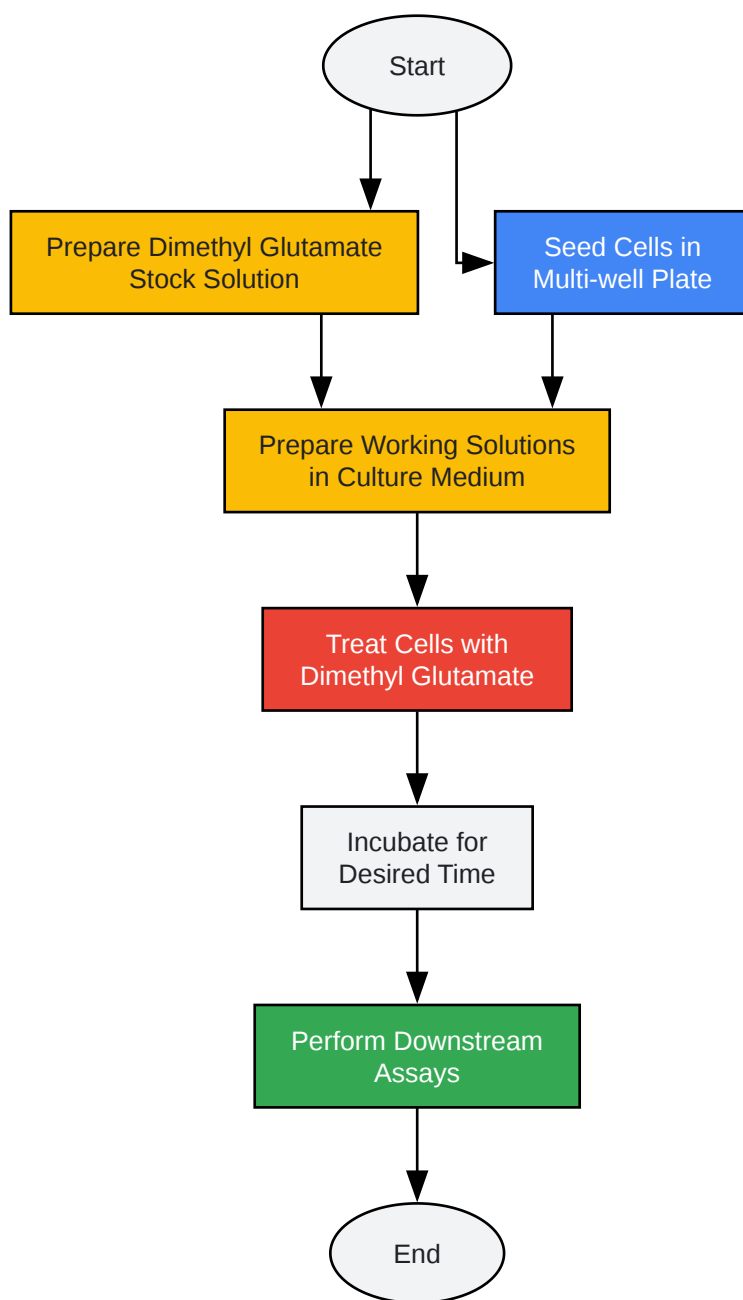 Start
Prepare Dimethyl Glutamate
Stock Solution
Seed Cells in
Multi-well Plate
Prepare Working Solutions
in Culture Medium
Treat Cells with
Dimethyl Glutamate
Incubate for
Desired Time
Perform Downstream
Assays
End